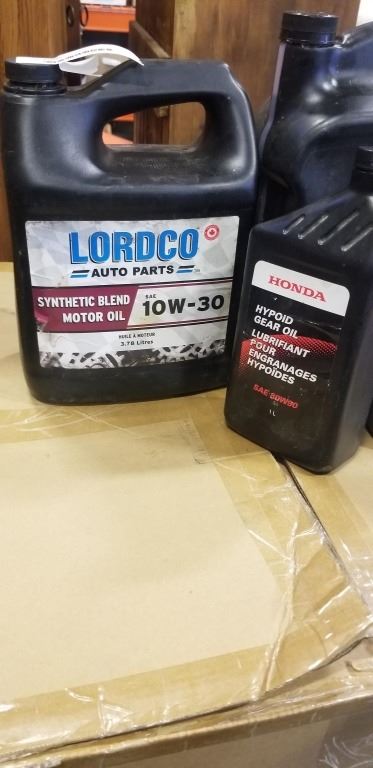 LORDCO
AUTO PARTS
SYNTHETIC BLEND
MOTOR OIL
SAE
10W-30
HUILE À MOTEUR
3.78 Litres
HONDA
HYPOID
GEAR OIL
LUBRIFIANT
POUR
ENGRANAGES
HYPOÏDES
SAE 80W90
1L